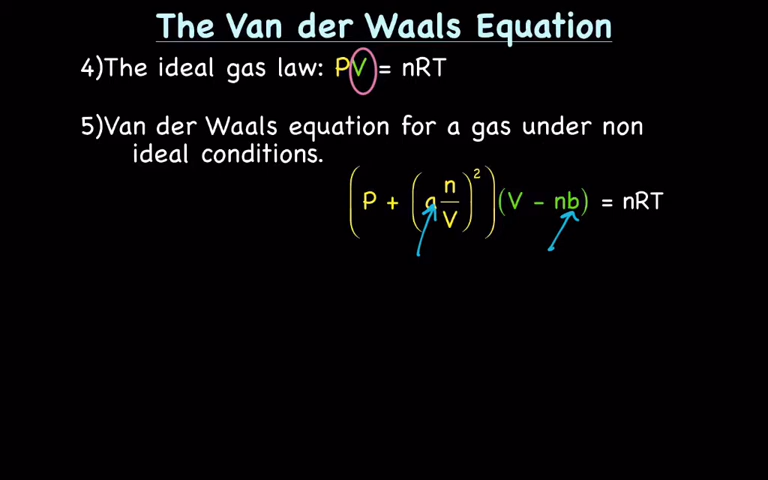 The Van der Waals Equation
4)The ideal gas law: PV = nRT
5)Van der Waals equation for a gas under non
ideal conditions.
(P + (a n/V)²)(V - nb) = nRT